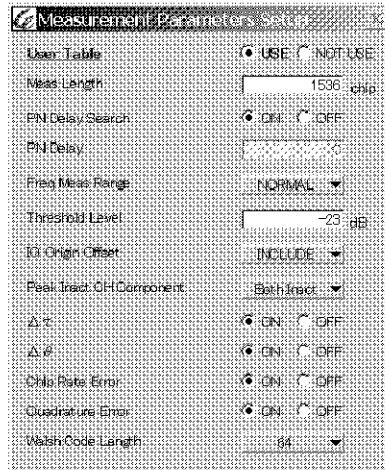 Measurement Parameters Setup
User Table USE NOT USE
Meas Length 1536 chip
PN Delay Search ON OFF
PN Delay
Freq Meas Range NORMAL
Threshold Level -23 dB
IQ Origin Offset INCLUDE
Peak Inact CH Component Both Inact
Δτ ON OFF
Δθ ON OFF
Chip Rate Error ON OFF
Quadrature Error ON OFF
Walsh Code Length 64